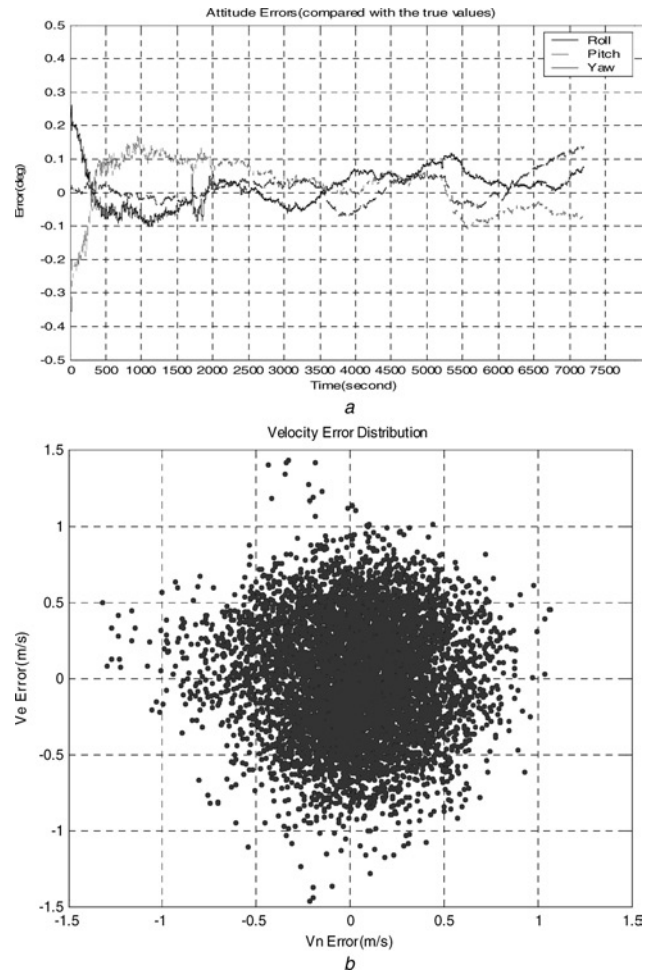 Attitude Errors(compared with the true values)
0.5
0.4
0.3
0.2
0.1
0
-0.1
-0.2
-0.3
-0.4
-0.5
Error(deg)
Roll
Pitch
Yaw
0 500 1000 1500 2000 2500 3000 3500 4000 4500 5000 5500 6000 6500 7000 7500
Time(second)
a
Velocity Error Distribution
1.5
1
0.5
0
-0.5
-1
-1.5
Ve Error(m/s)
-1.5 -1 -0.5 0 0.5 1 1.5
Vn Error(m/s)
b